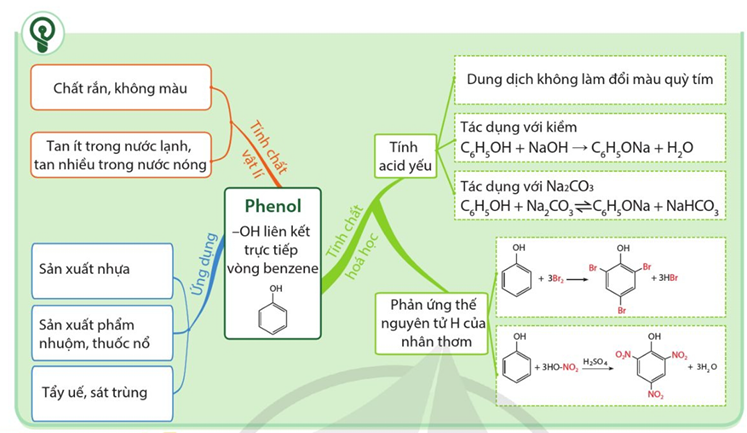 Chất rắn, không màu
Tan ít trong nước lạnh,
tan nhiều trong nước nóng
Tính chất
vật lí
Phenol
–OH liên kết
trực tiếp
vòng benzene
OH
Ứng dụng
Sản xuất nhựa
Sản xuất phẩm
nhuộm, thuốc nổ
Tẩy uế, sát trùng
Tính chất
hoá học
Tính
acid yếu
Dung dịch không làm đổi màu quỳ tím
Tác dụng với kiềm
C₆H₅OH + NaOH → C₆H₅ONa + H₂O
Tác dụng với Na₂CO₃
C₆H₅OH + Na₂CO₃ ⇌ C₆H₅ONa + NaHCO₃
Phản ứng thế
nguyên tử H của
nhân thơm
OH
OH
Br
Br
+ 3Br₂ → + 3HBr
Br
OH
OH
O₂N
NO₂
+ 3HO-NO₂ H₂SO₄ → + 3H₂O
NO₂